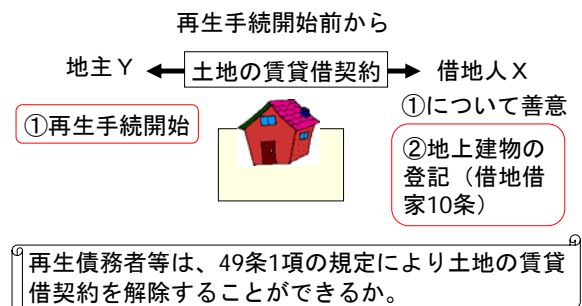 再生手続開始前から
地主Y
土地の賃貸借契約
借地人X
①再生手続開始
①について善意
②地上建物の
登記（借地借
家10条）
再生債務者等は、49条1項の規定により土地の賃貸
借契約を解除することができるか。